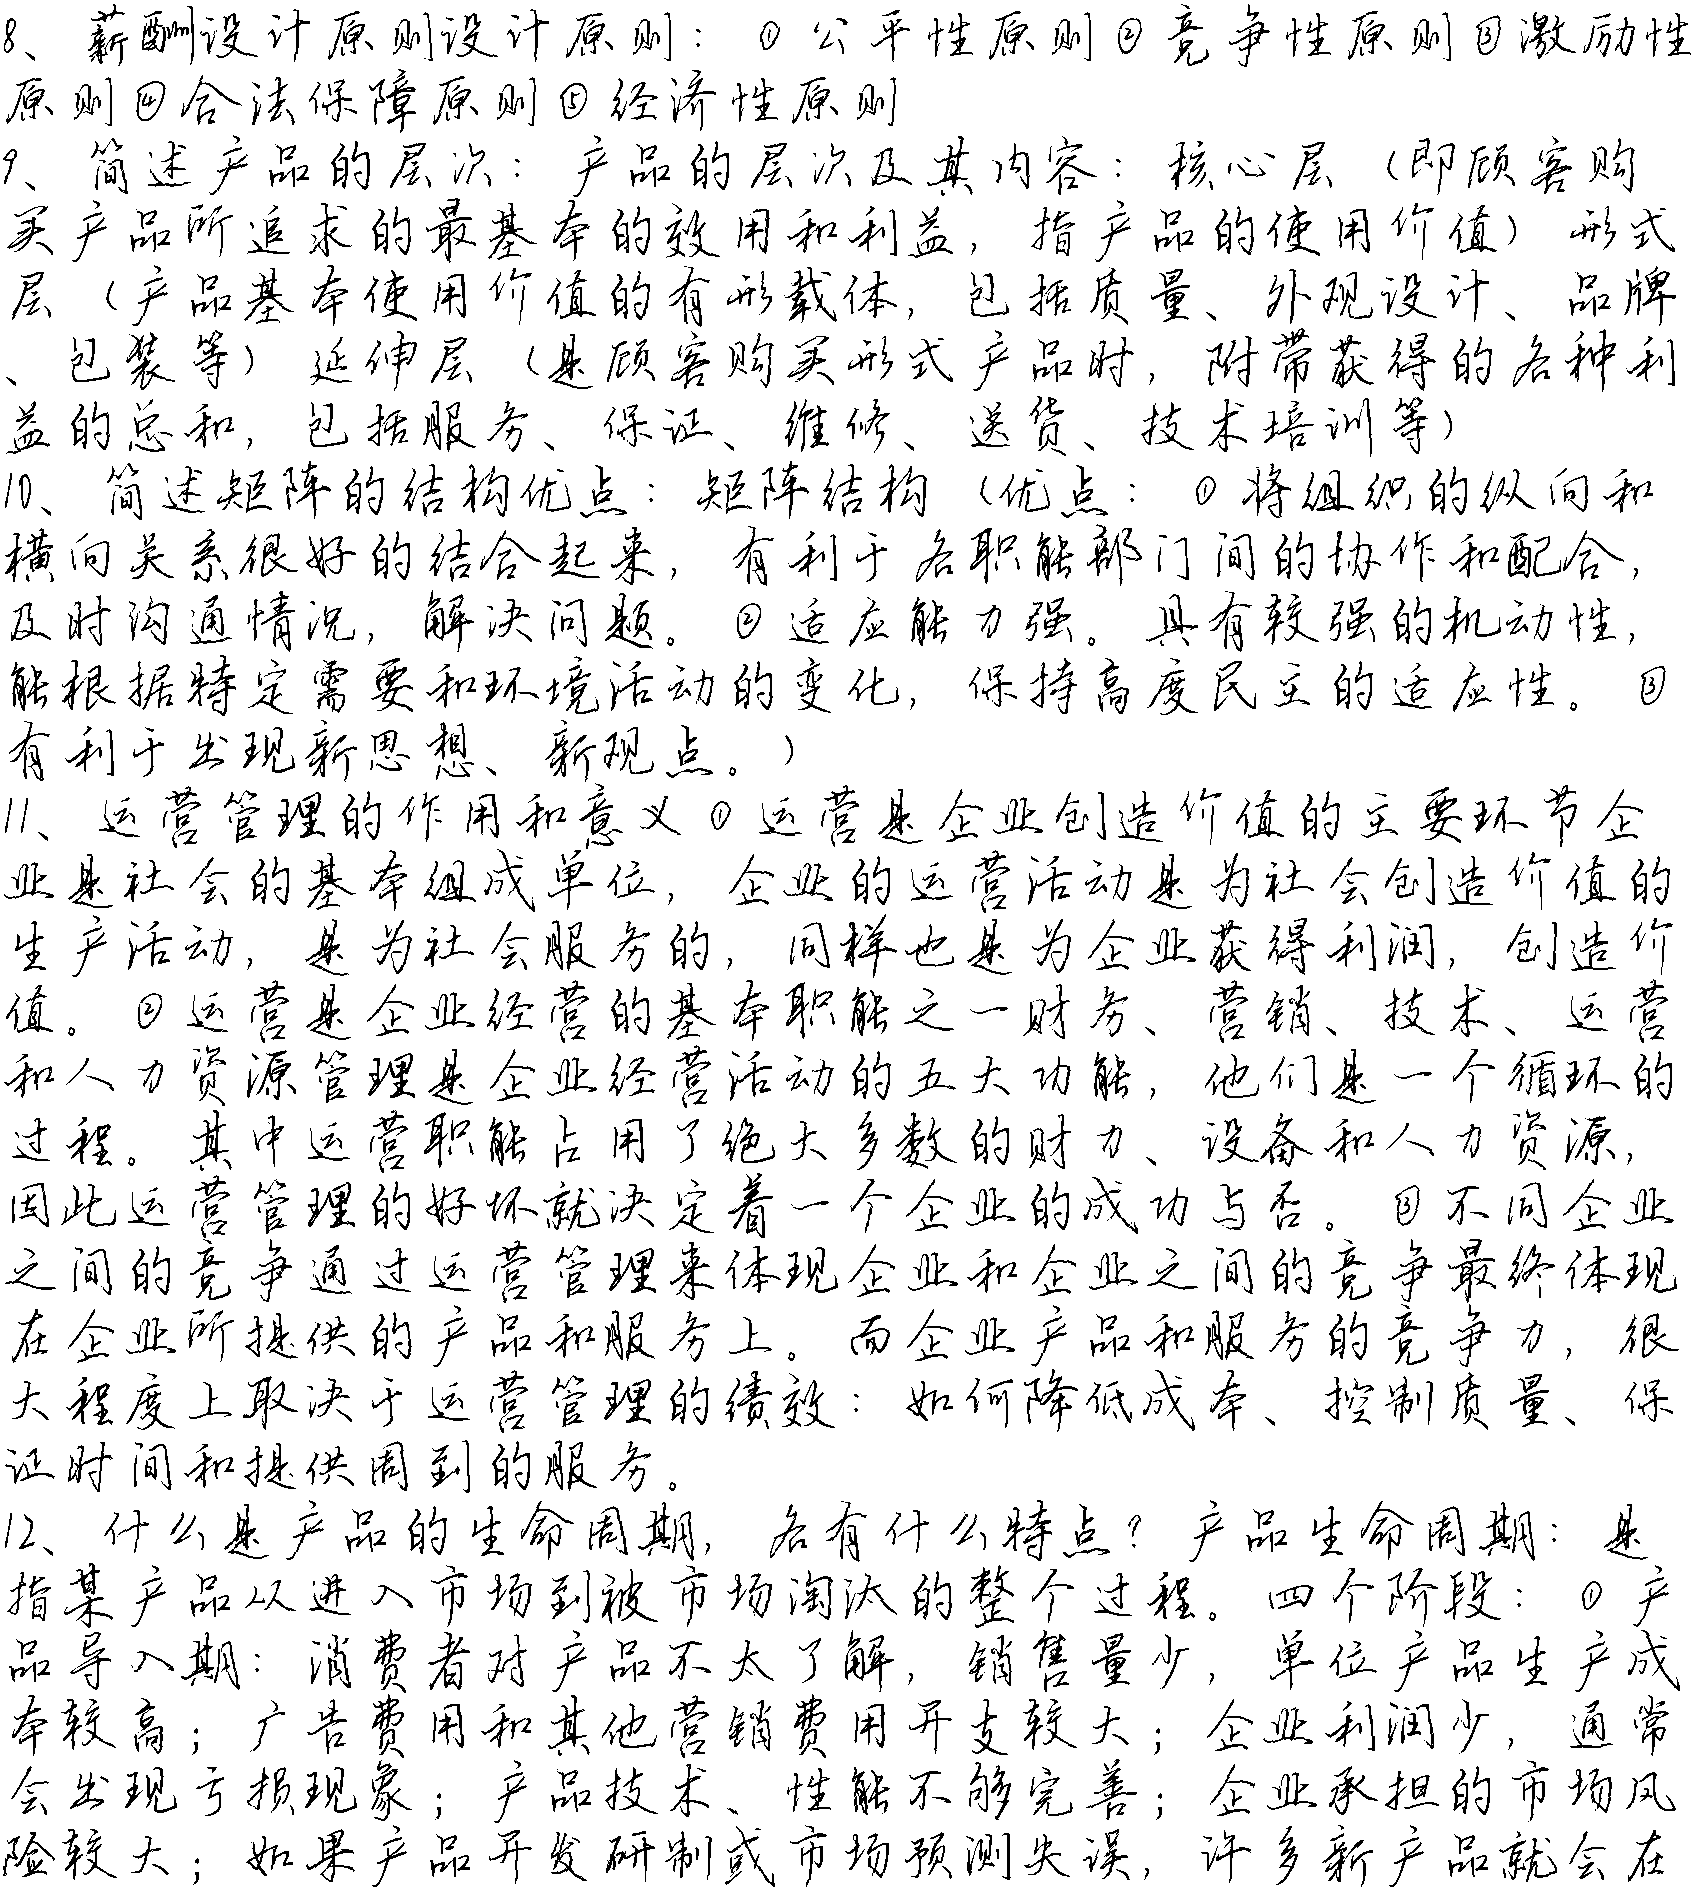 8、薪酬设计原则设计原则：①公平性原则②竞争性原则③激励性
原则④合法保障原则⑤经济性原则
9、简述产品的层次：产品的层次及其内容：核心层（即顾客购
买产品所追求的最基本的效用和利益，指产品的使用价值）形式
层（产品基本使用价值的有形载体，包括质量、外观设计、品牌
、包装等）延伸层（是顾客购买形式产品时，附带获得的各种利
益的总和，包括服务、保证、维修、送货、技术培训等）
10、简述矩阵的结构优点：矩阵结构（优点：①将组织的纵向和
横向关系很好的结合起来，有利于各职能部门间的协作和配合，
及时沟通情况，解决问题。②适应能力强。具有较强的机动性，
能根据特定需要和环境活动的变化，保持高度民主的适应性。③
有利于出现新思想、新观点。）
11、运营管理的作用和意义①运营是企业创造价值的主要环节企
业是社会的基本组成单位，企业的运营活动是为社会创造价值的
生产活动，是为社会服务的，同样也是为企业获得利润，创造价
值。②运营是企业经营的基本职能之一财务、营销、技术、运营
和人力资源管理是企业经营活动的五大功能，他们是一个循环的
过程。其中运营职能占用了绝大多数的财力、设备和人力资源，
因此运营管理的好坏就决定着一个企业的成功与否。③不同企业
之间的竞争通过运营管理来体现企业和企业之间的竞争最终体现
在企业所提供的产品和服务上。而企业产品和服务的竞争力，很
大程度上取决于运营管理的绩效：如何降低成本、控制质量、保
证时间和提供周到的服务。
12、什么是产品的生命周期，各有什么特点？产品生命周期：是
指某产品从进入市场到被市场淘汰的整个过程。四个阶段：①产
品导入期：消费者对产品不太了解，销售量少，单位产品生产成
本较高；广告费用和其他营销费用开支较大；企业利润少，通常
会出现亏损现象；产品技术、性能不够完善；企业承担的市场风
险较大；如果产品开发研制或市场预测失误，许多新产品就会在